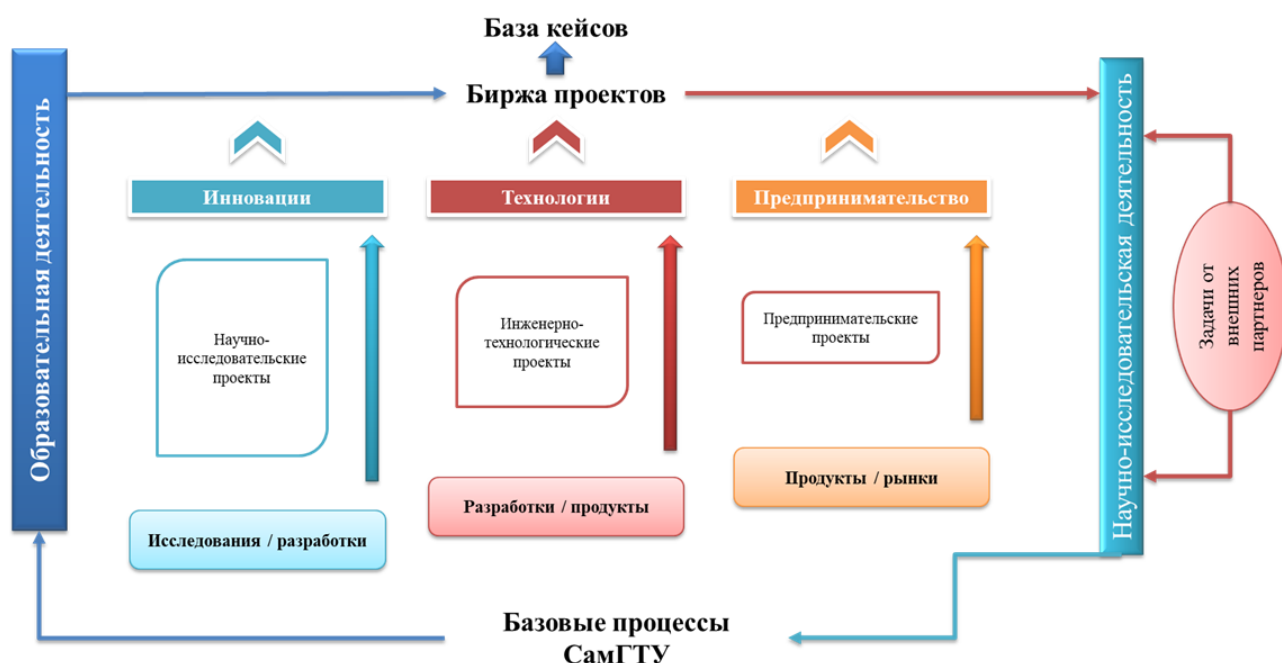 База кейсов
Биржа проектов
Образовательная деятельность
Инновации
Технологии
Предпринимательство
Научно-
исследовательские
проекты
Инженерно-
технологические
проекты
Предпринимательские
проекты
Исследования / разработки
Разработки / продукты
Продукты / рынки
Научно-исследовательская деятельность
Задачи от
внешних
партнеров
Базовые процессы
СамГТУ